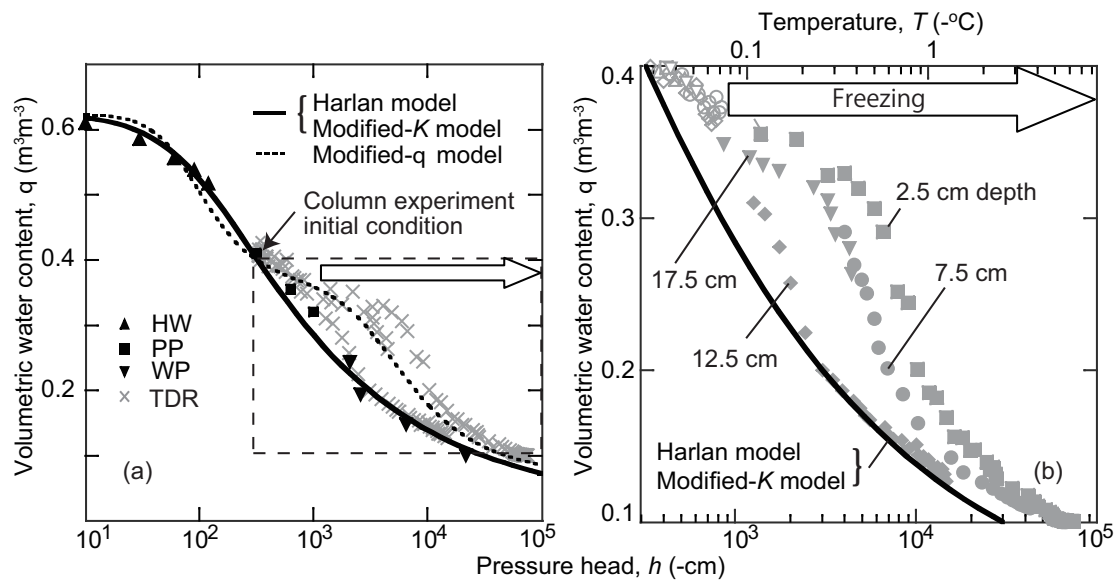 Volumetric water content, q (m³m⁻³)
0.6
0.4
0.2
10¹
10²
10³
10⁴
10⁵
Harlan model
Modified-K model
Modified-q model
Column experiment
initial condition
HW
PP
WP
TDR
(a)
Temperature, T (-ºC)
0.1
1
Volumetric water content, q (m³m⁻³)
0.4
0.3
0.2
0.1
Freezing
2.5 cm depth
17.5 cm
7.5 cm
12.5 cm
Harlan model
Modified-K model
(b)
10³
10⁴
10⁵
Pressure head, h (-cm)